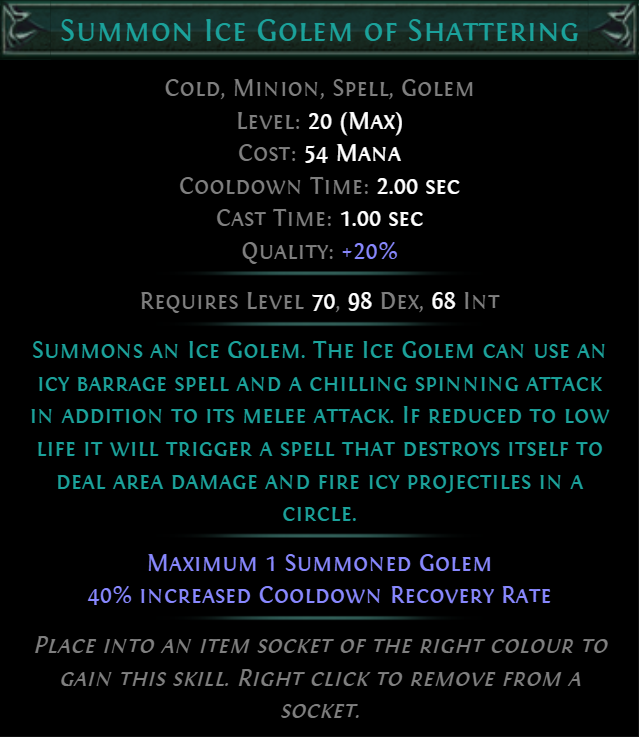 Summon Ice Golem of Shattering
Cold, Minion, Spell, Golem
Level: 20 (Max)
Cost: 54 Mana
Cooldown Time: 2.00 sec
Cast Time: 1.00 sec
Quality: +20%
Requires Level 70, 98 Dex, 68 Int
Summons an Ice Golem. The Ice Golem can use an
icy barrage spell and a chilling spinning attack
in addition to its melee attack. If reduced to low
life it will trigger a spell that destroys itself to
deal area damage and fire icy projectiles in a
circle.
Maximum 1 Summoned Golem
40% increased Cooldown Recovery Rate
Place into an item socket of the right colour to
gain this skill. Right click to remove from a
socket.